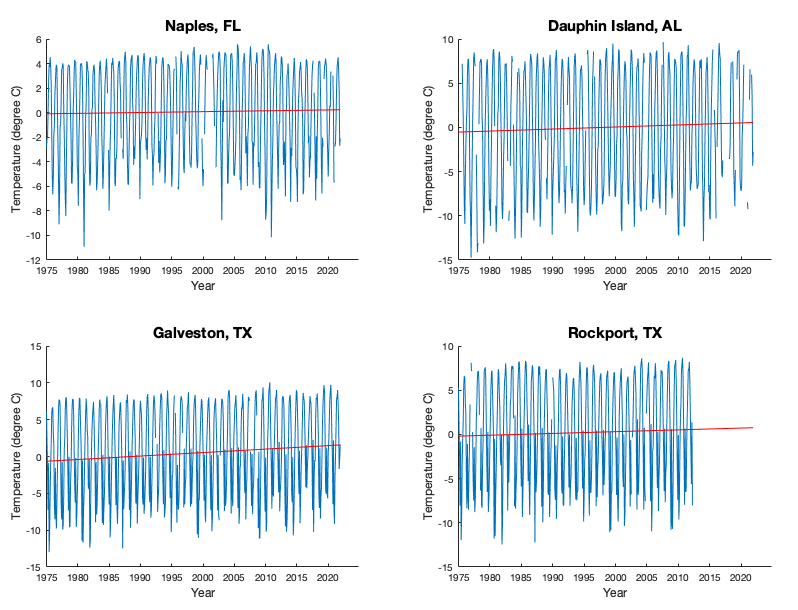 Naples, FL
6
4
2
0
-2
-4
-6
-8
-10
-12
Temperature (degree C)
1975 1980 1985 1990 1995 2000 2005 2010 2015 2020
Year
Dauphin Island, AL
10
5
0
-5
-10
-15
Temperature (degree C)
1975 1980 1985 1990 1995 2000 2005 2010 2015 2020
Year
Galveston, TX
15
10
5
0
-5
-10
-15
Temperature (degree C)
1975 1980 1985 1990 1995 2000 2005 2010 2015 2020
Year
Rockport, TX
10
5
0
-5
-10
-15
Temperature (degree C)
1975 1980 1985 1990 1995 2000 2005 2010 2015 2020
Year